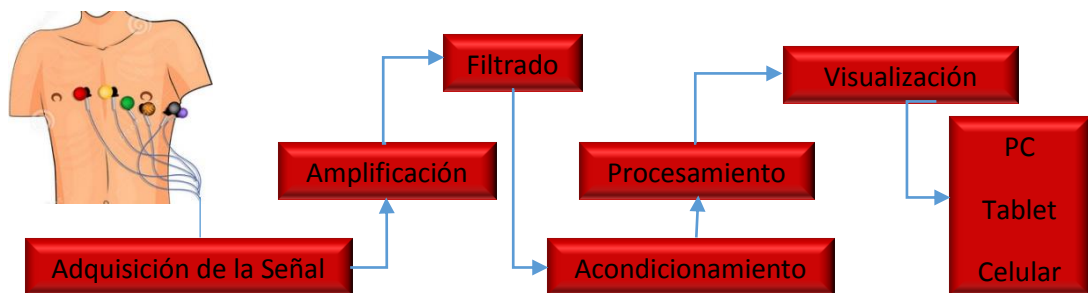 Filtrado
Visualización
Amplificación
Procesamiento
PC
Tablet
Celular
Adquisición de la Señal
Acondicionamiento